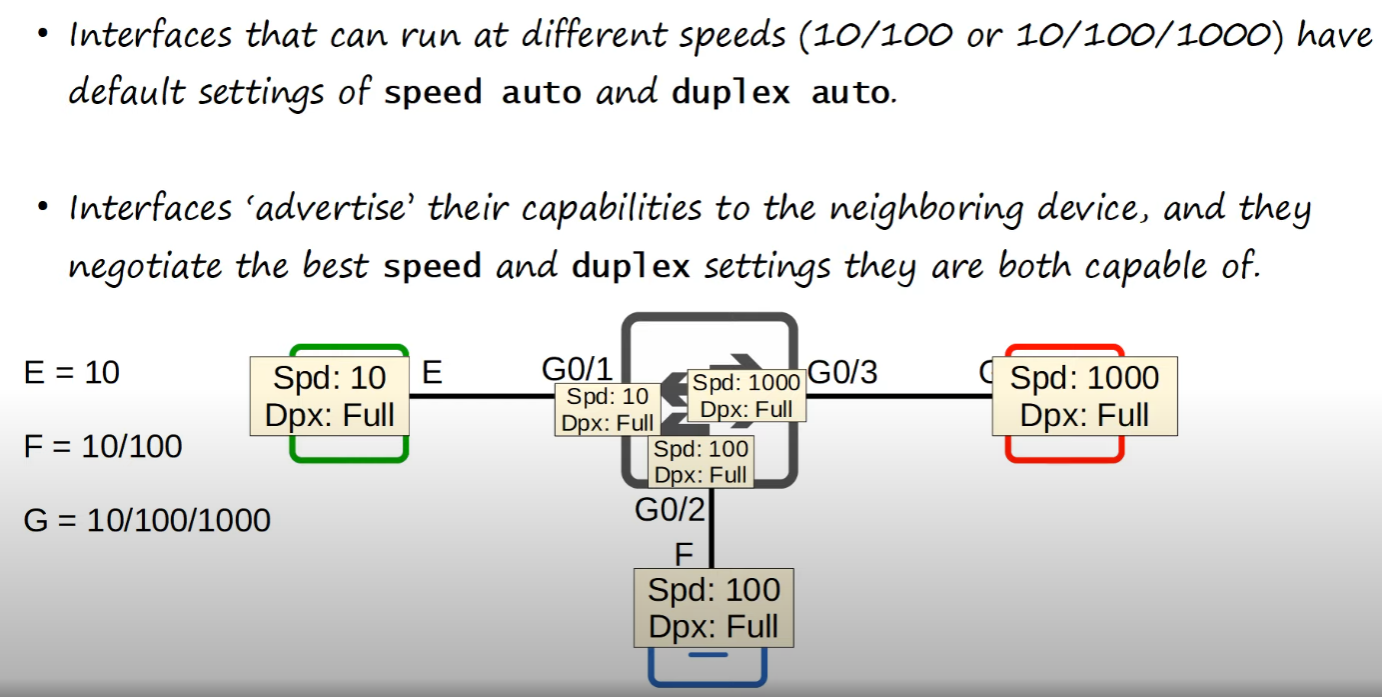 • Interfaces that can run at different speeds (10/100 or 10/100/1000) have
default settings of speed auto and duplex auto.
• Interfaces ‘advertise’ their capabilities to the neighboring device, and they
negotiate the best speed and duplex settings they are both capable of.
E = 10
F = 10/100
G = 10/100/1000
Spd: 10
Dpx: Full
E
G0/1
Spd: 10
Dpx: Full
Spd: 1000
Dpx: Full
G0/3
G
Spd: 1000
Dpx: Full
Spd: 100
Dpx: Full
G0/2
F
Spd: 100
Dpx: Full